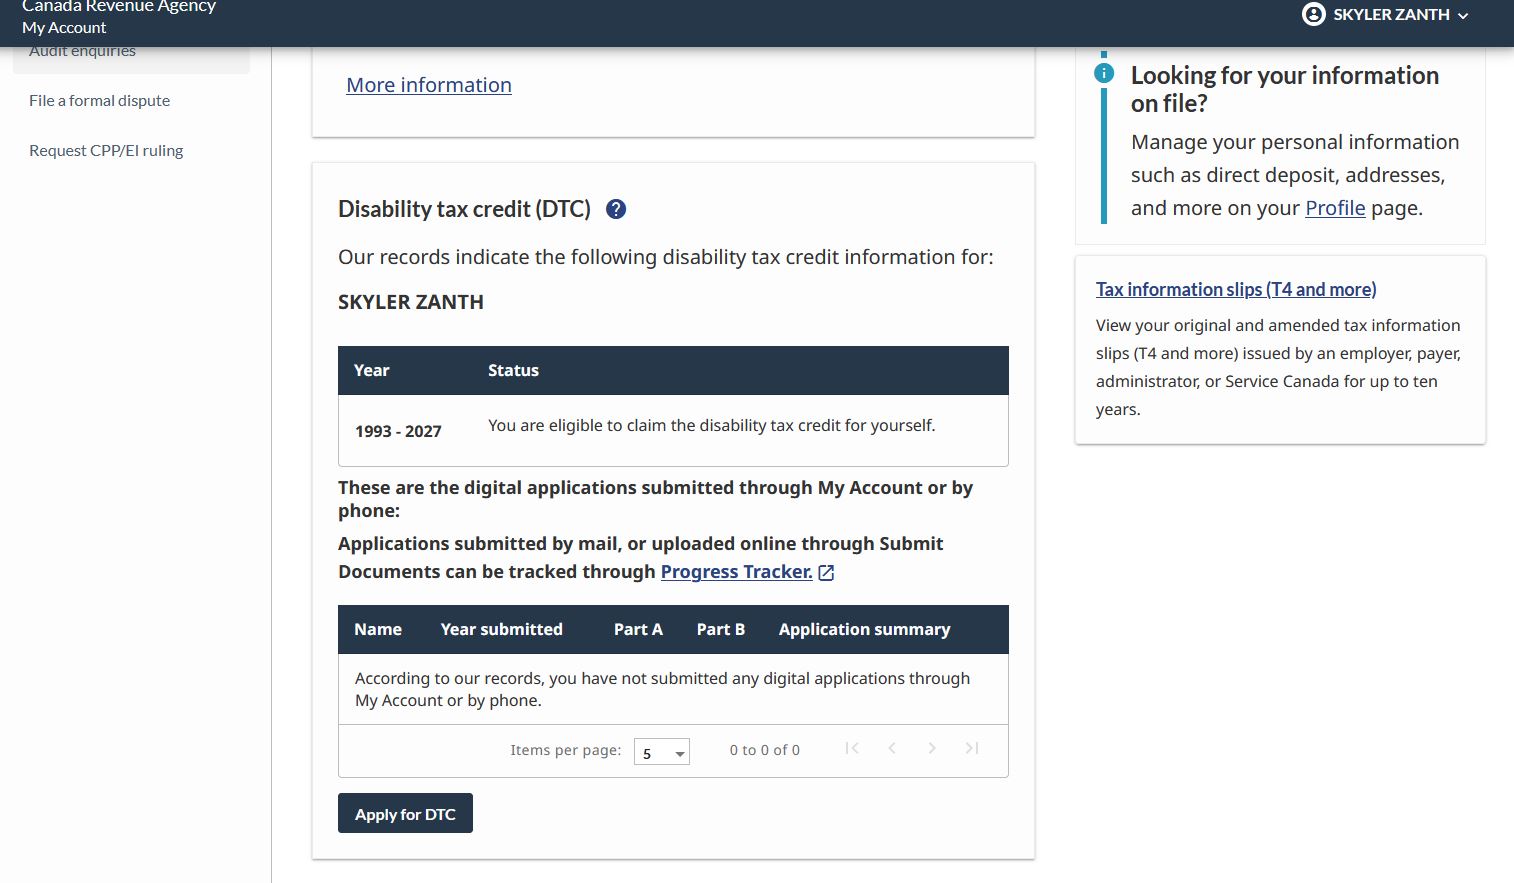 Canada Revenue Agency
My Account
SKYLER ZANTH
Audit enquiries
File a formal dispute
Request CPP/EI ruling
More information
Disability tax credit (DTC) ?
Our records indicate the following disability tax credit information for:
SKYLER ZANTH
Year Status
1993 - 2027 You are eligible to claim the disability tax credit for yourself.
These are the digital applications submitted through My Account or by
phone:
Applications submitted by mail, or uploaded online through Submit
Documents can be tracked through Progress Tracker.
Name Year submitted Part A Part B Application summary
According to our records, you have not submitted any digital applications through
My Account or by phone.
Items per page: 5 0 to 0 of 0
Apply for DTC
Looking for your information
on file?
Manage your personal information
such as direct deposit, addresses,
and more on your Profile page.
Tax information slips (T4 and more)
View your original and amended tax information
slips (T4 and more) issued by an employer, payer,
administrator, or Service Canada for up to ten
years.